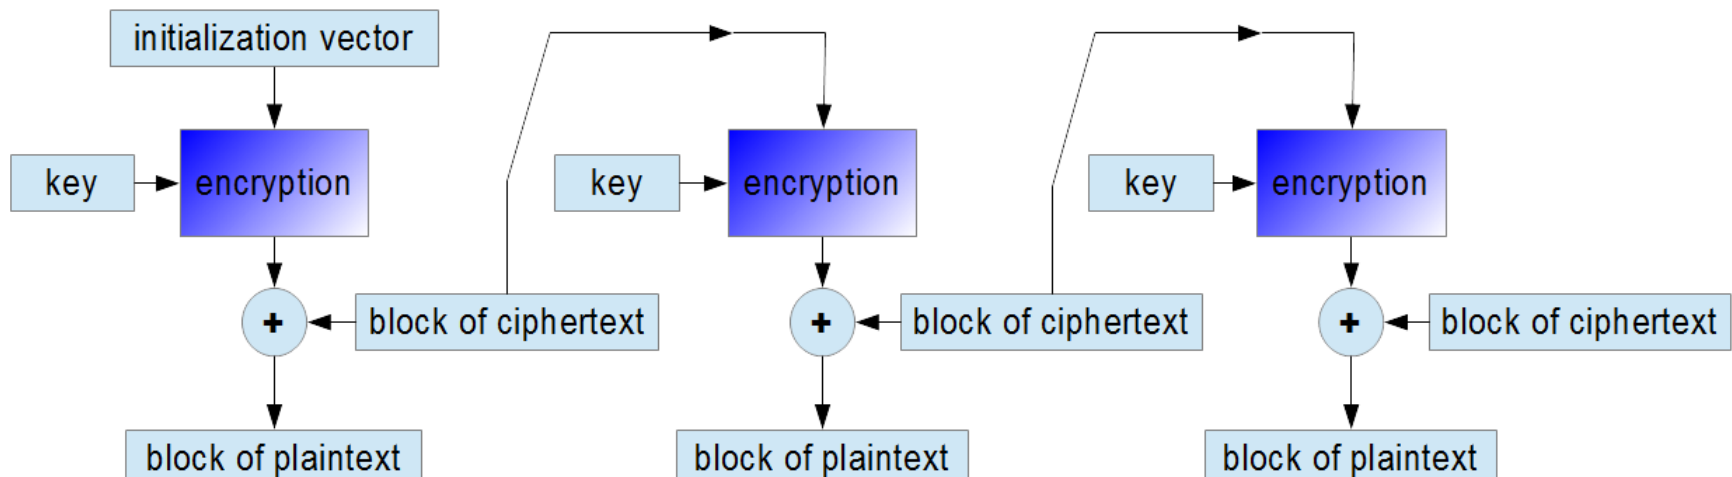 initialization vector
key
encryption
key
encryption
key
encryption
+
block of ciphertext
+
block of ciphertext
+
block of ciphertext
block of plaintext
block of plaintext
block of plaintext